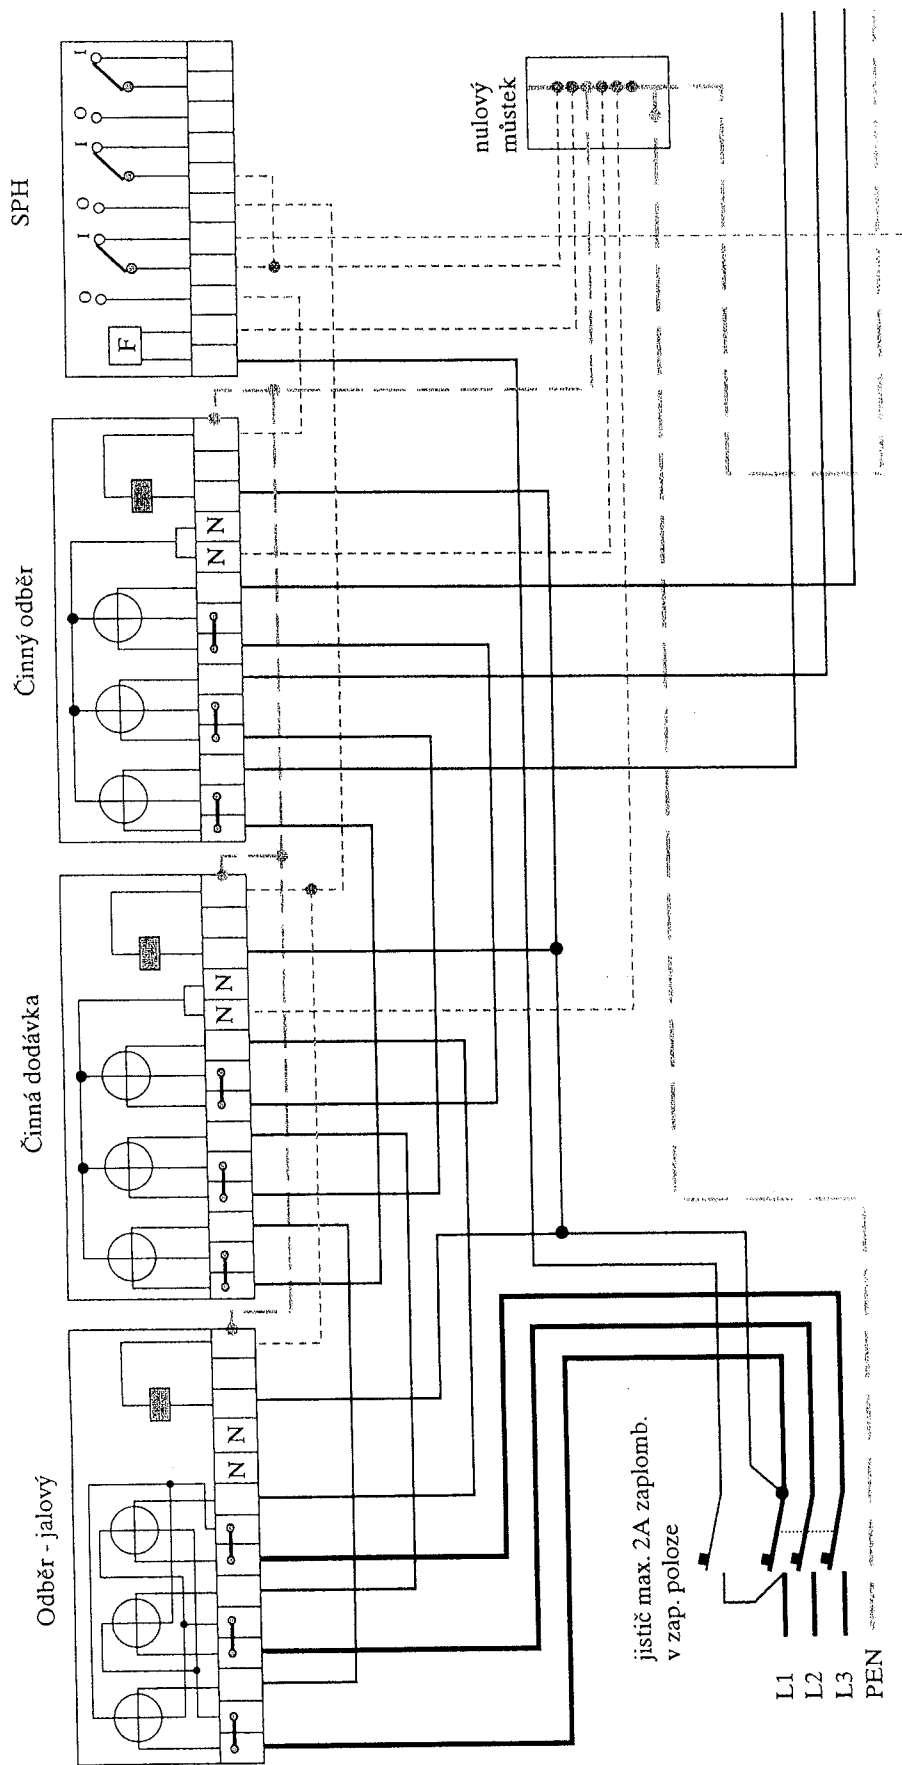 Odběr - jalový
Činná dodávka
Činný odběr
SPH
N N
N N
N N
F
O I O I O I
nulový
můstek
jistič max. 2A zaplomb.
v zap. poloze
L1
L2
L3
PEN